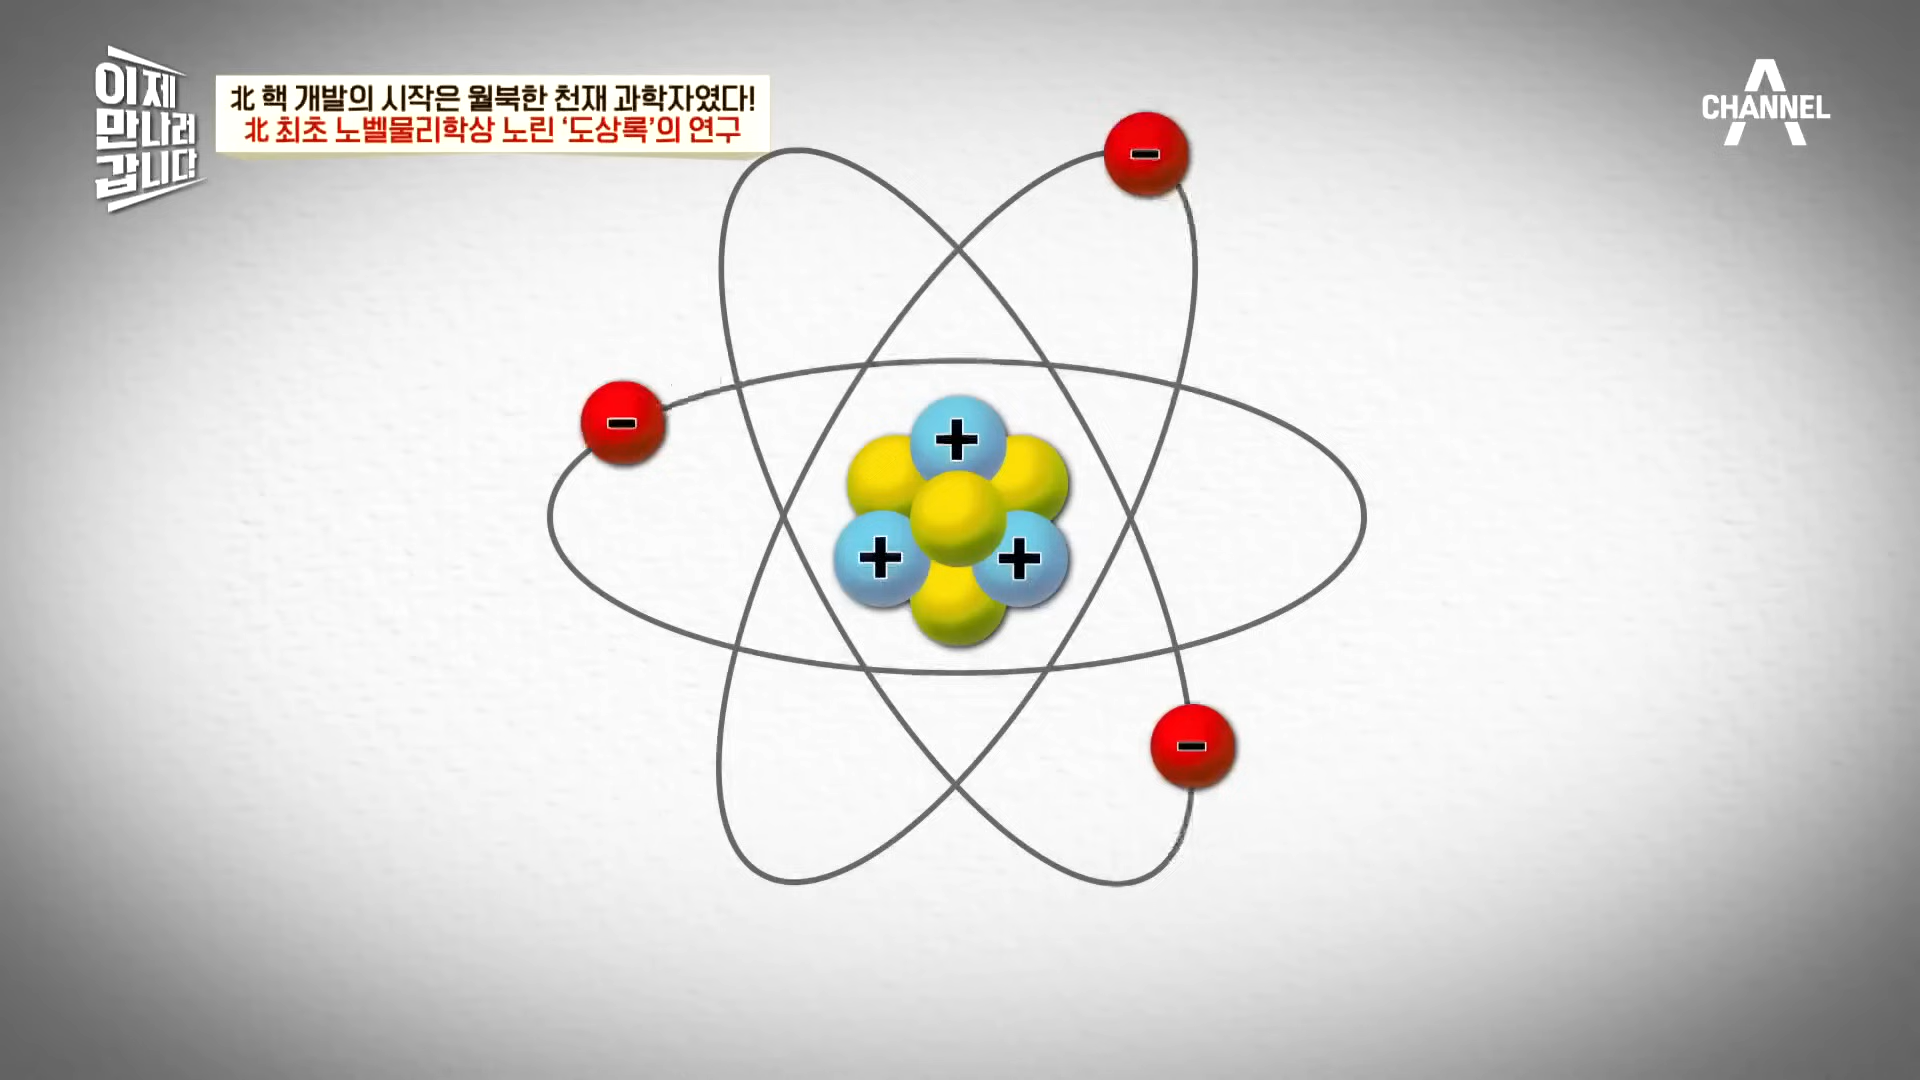 이제
만나러
갑니다
北 핵 개발의 시작은 월북한 천재 과학자였다!
北 최초 노벨물리학상 노린 ‘도상록’의 연구
CHANNEL A
-
-
+
+
+
-